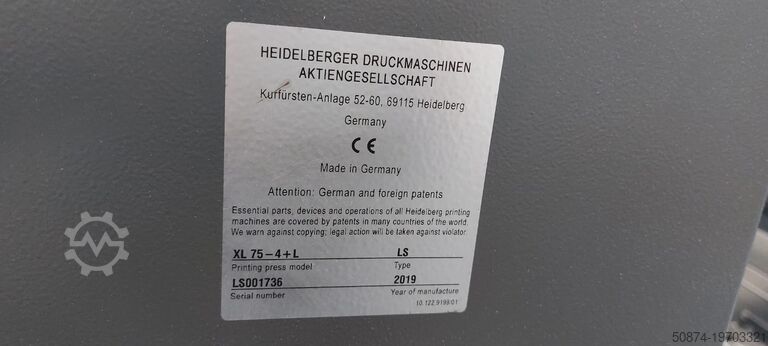 HEIDELBERGER DRUCKMASCHINEN
AKTIENGESELLSCHAFT
Kurfürsten-Anlage 52-60, 69115 Heidelberg
Germany
CE
Made in Germany
Attention: German and foreign patents
Essential parts, devices and operations of all Heidelberg printing
machines are covered by patents in many countries of the world.
We warn against copying; legal action will be taken against violator.
XL 75-4+L LS
Printing press model Type
LS001736 2019
Serial number Year of manufacture
10.122.9199/01
50874-19703321